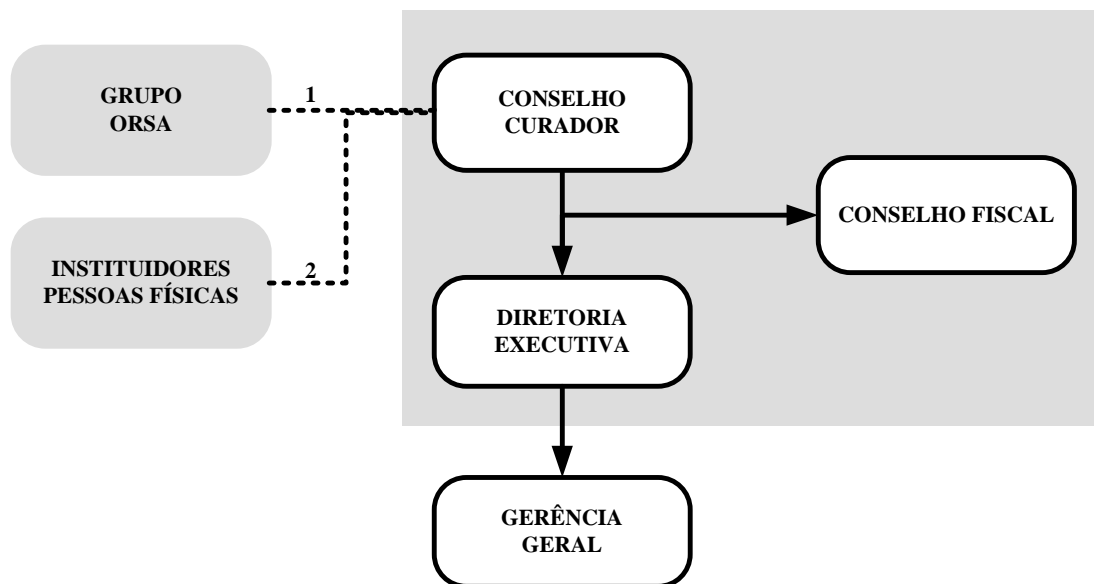 GRUPO
ORSA
1
CONSELHO
CURADOR
CONSELHO FISCAL
INSTITUIDORES
PESSOAS FÍSICAS
2
DIRETORIA
EXECUTIVA
GERÊNCIA
GERAL